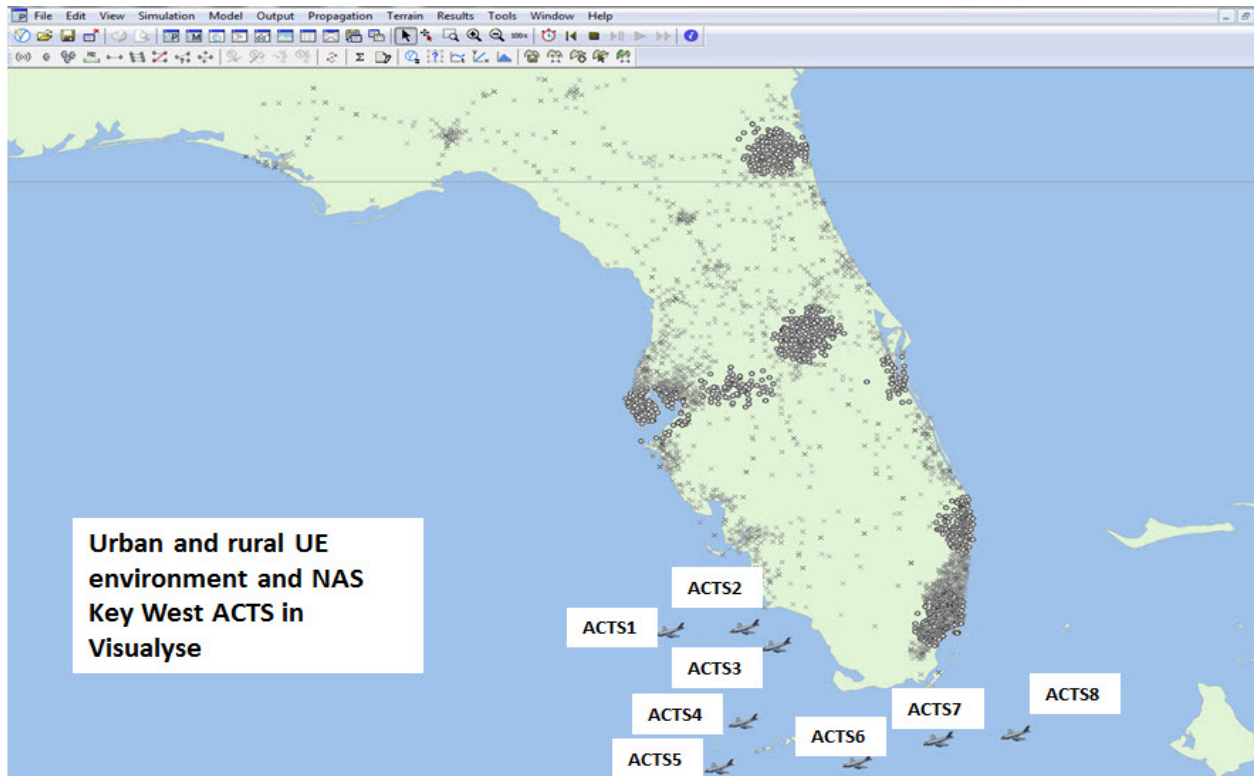 File Edit View Simulation Model Output Propagation Terrain Results Tools Window Help
Urban and rural UE
environment and NAS
Key West ACTS in
Visualyse
ACTS2
ACTS1
ACTS3
ACTS4
ACTS5
ACTS6
ACTS7
ACTS8